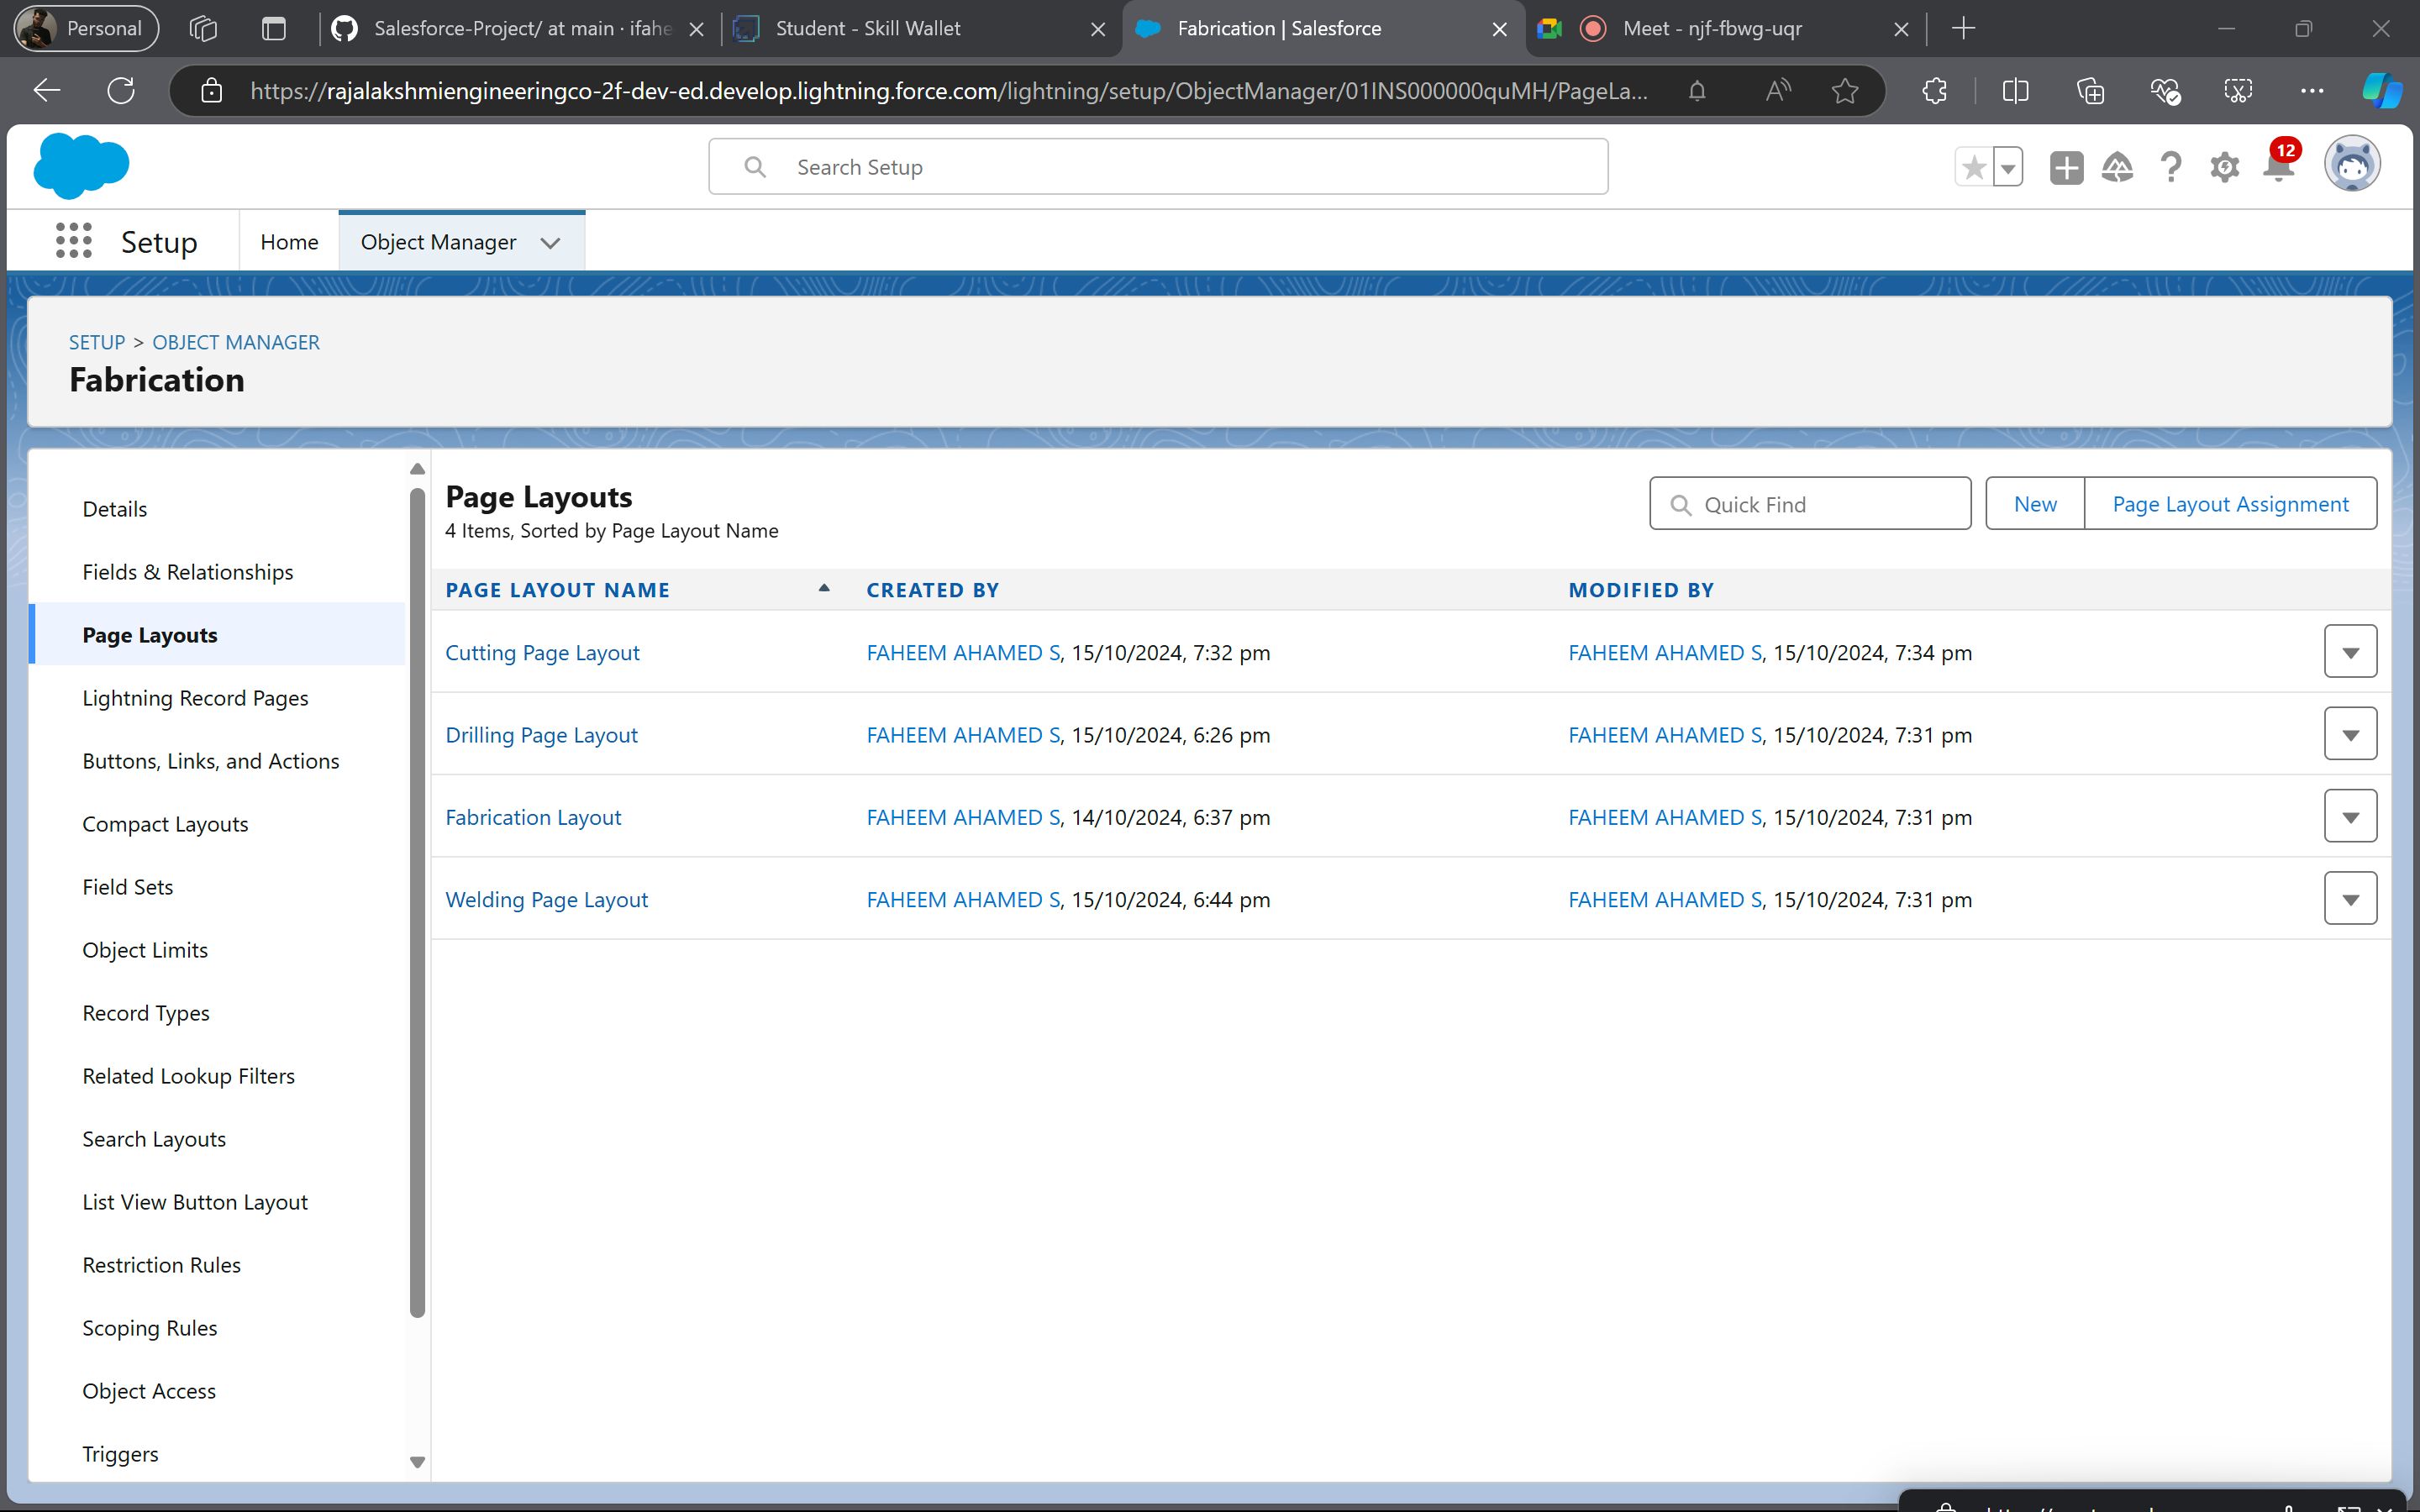 Personal
Salesforce-Project/ at main · ifahe
Student - Skill Wallet
Fabrication | Salesforce
Meet - njf-fbwg-uqr
https://rajalakshmiengineeringco-2f-dev-ed.develop.lightning.force.com/lightning/setup/ObjectManager/01INS000000quMH/PageLa...
Search Setup
12
Setup
Home
Object Manager
SETUP > OBJECT MANAGER
Fabrication
Details
Fields & Relationships
Page Layouts
Lightning Record Pages
Buttons, Links, and Actions
Compact Layouts
Field Sets
Object Limits
Record Types
Related Lookup Filters
Search Layouts
List View Button Layout
Restriction Rules
Scoping Rules
Object Access
Triggers
Page Layouts
4 Items, Sorted by Page Layout Name
Quick Find
New
Page Layout Assignment
PAGE LAYOUT NAME CREATED BY MODIFIED BY
Cutting Page Layout FAHEEM AHAMED S, 15/10/2024, 7:32 pm FAHEEM AHAMED S, 15/10/2024, 7:34 pm
Drilling Page Layout FAHEEM AHAMED S, 15/10/2024, 6:26 pm FAHEEM AHAMED S, 15/10/2024, 7:31 pm
Fabrication Layout FAHEEM AHAMED S, 14/10/2024, 6:37 pm FAHEEM AHAMED S, 15/10/2024, 7:31 pm
Welding Page Layout FAHEEM AHAMED S, 15/10/2024, 6:44 pm FAHEEM AHAMED S, 15/10/2024, 7:31 pm